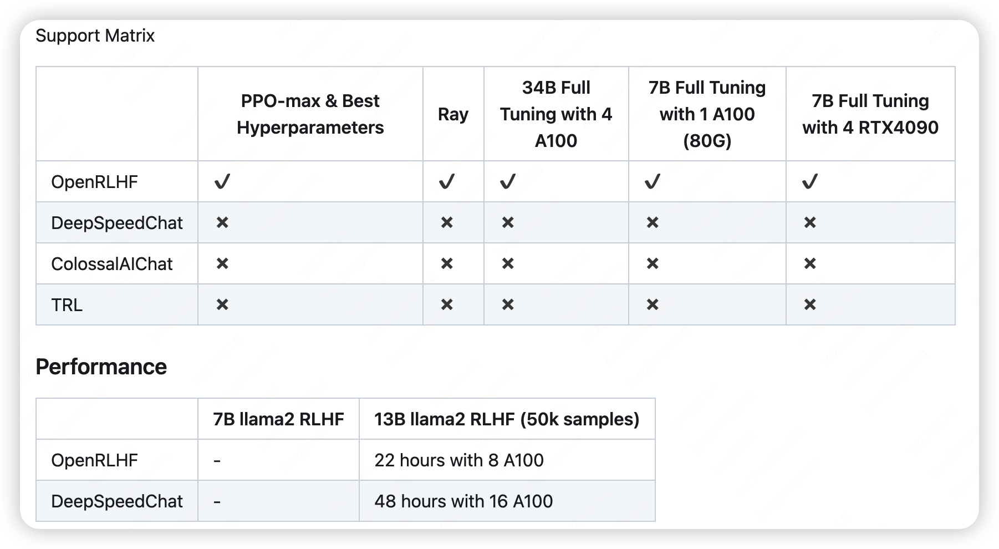 Support Matrix
PPO-max & Best
Hyperparameters
Ray
34B Full
Tuning with 4
A100
7B Full Tuning
with 1 A100
(80G)
7B Full Tuning
with 4 RTX4090
OpenRLHF ✔ ✔ ✔ ✔ ✔
DeepSpeedChat ✖ ✖ ✖ ✖ ✖
ColossalAIChat ✖ ✖ ✖ ✖ ✖
TRL ✖ ✖ ✖ ✖ ✖
Performance
7B llama2 RLHF 13B llama2 RLHF (50k samples)
OpenRLHF - 22 hours with 8 A100
DeepSpeedChat - 48 hours with 16 A100